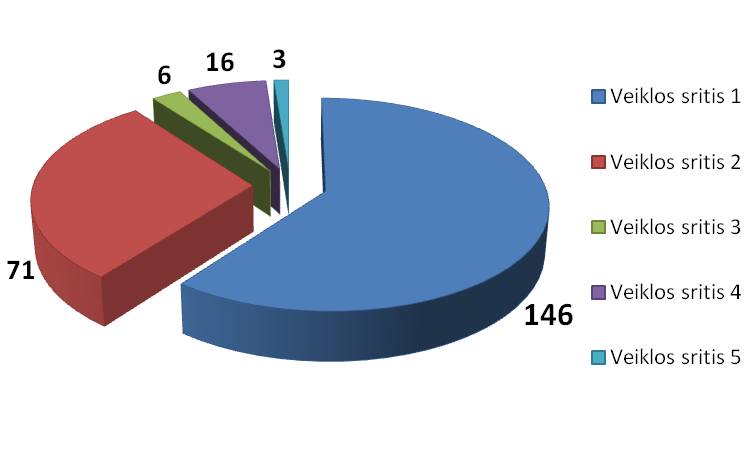 3
16
6
71
146
Veiklos sritis 1
Veiklos sritis 2
Veiklos sritis 3
Veiklos sritis 4
Veiklos sritis 5